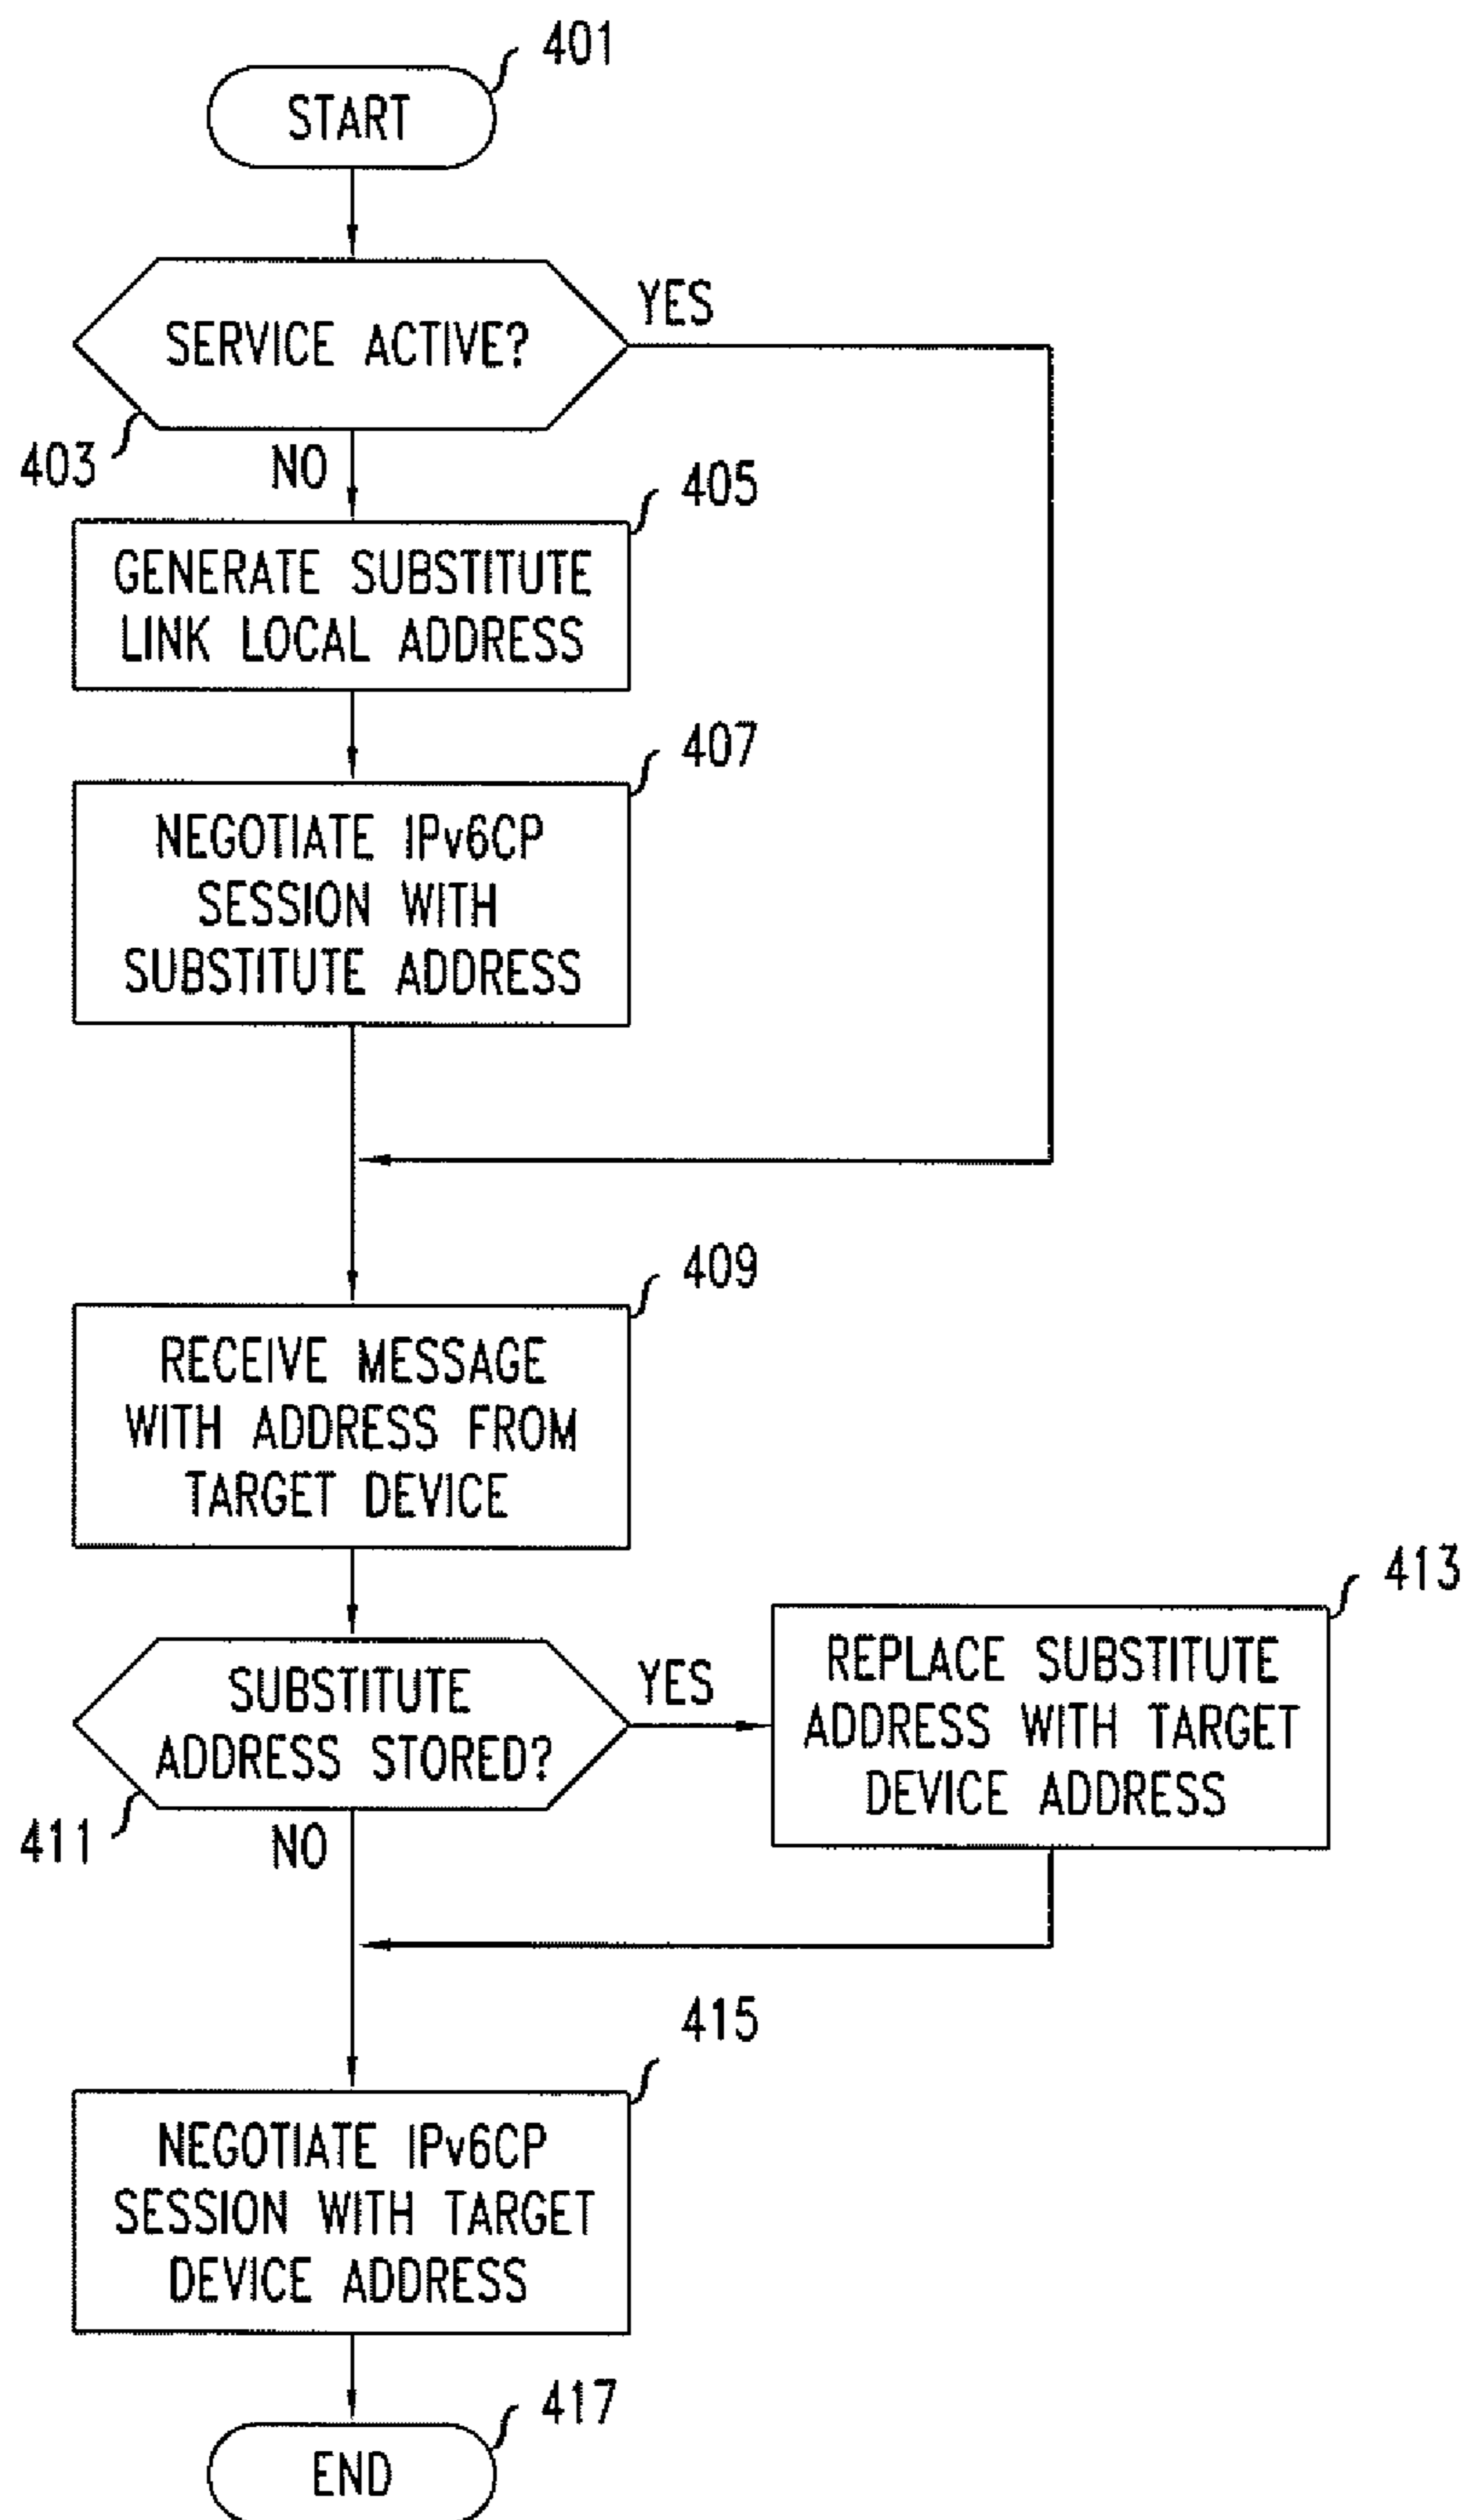 401
START
SERVICE ACTIVE?
YES
403
NO
405
GENERATE SUBSTITUTE
LINK LOCAL ADDRESS
407
NEGOTIATE IPv6CP
SESSION WITH
SUBSTITUTE ADDRESS
409
RECEIVE MESSAGE
WITH ADDRESS FROM
TARGET DEVICE
SUBSTITUTE
ADDRESS STORED?
YES
411
NO
413
REPLACE SUBSTITUTE
ADDRESS WITH TARGET
DEVICE ADDRESS
415
NEGOTIATE IPv6CP
SESSION WITH TARGET
DEVICE ADDRESS
417
END